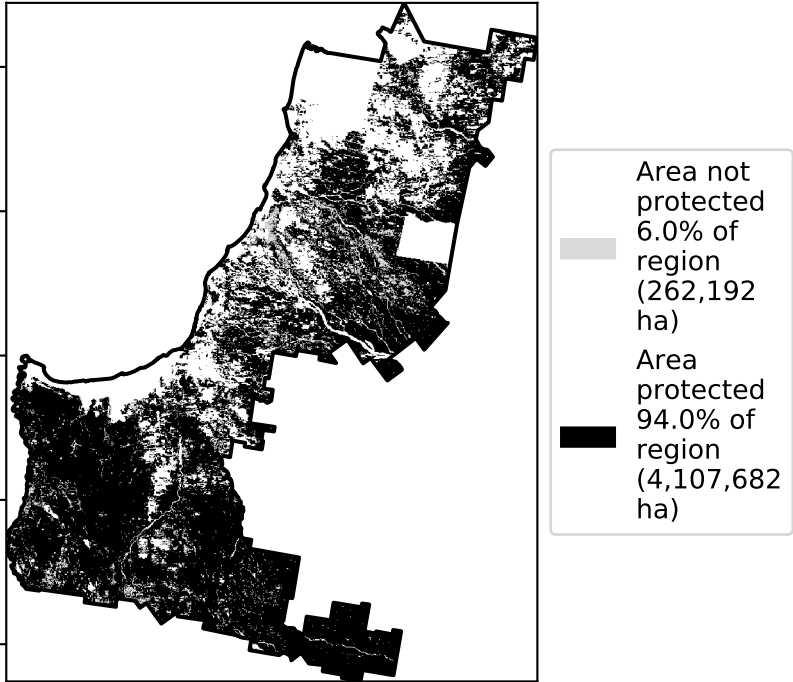 Area not
protected
6.0% of
region
(262,192
ha)
Area
protected
94.0% of
region
(4,107,682
ha)